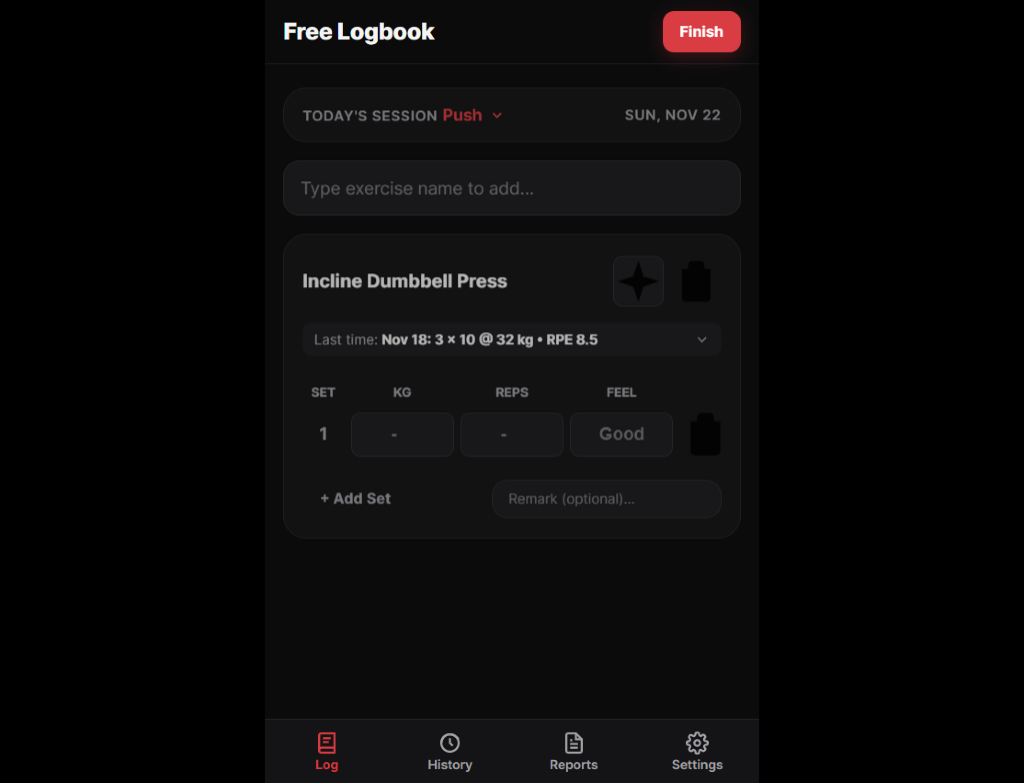 Free Logbook
Finish
TODAY'S SESSION Push
SUN, NOV 22
Type exercise name to add...
Incline Dumbbell Press
Last time: Nov 18: 3 × 10 @ 32 kg • RPE 8.5
SET KG REPS FEEL
1 - - Good
+ Add Set
Remark (optional)...
Log History Reports Settings